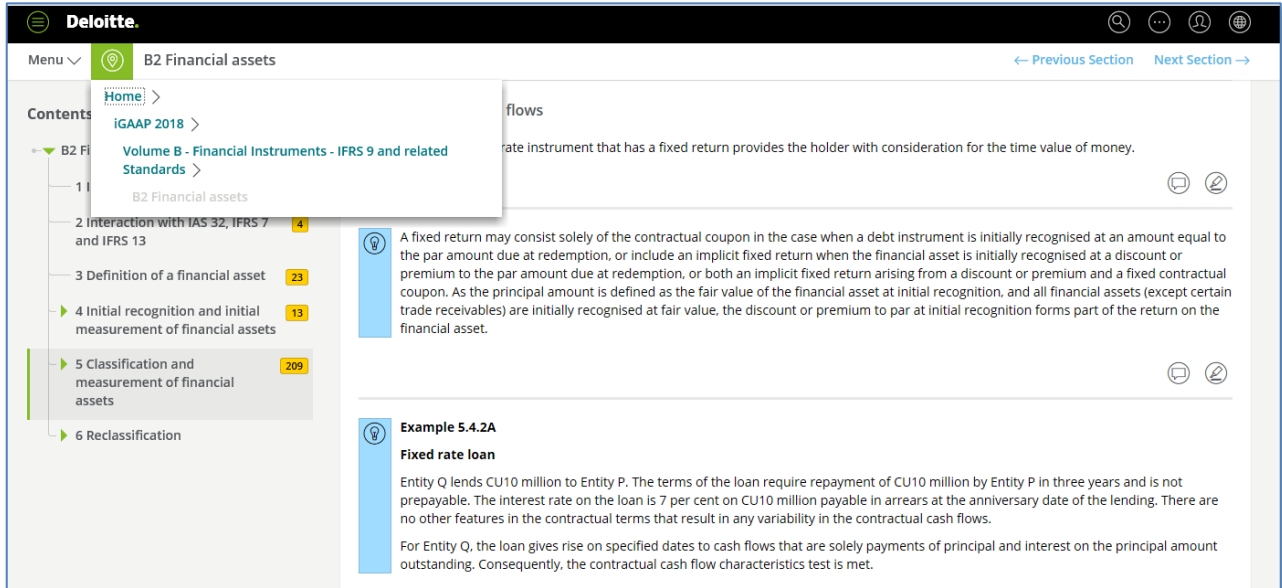 Deloitte.
Menu
B2 Financial assets
← Previous Section
Next Section →
Home
iGAAP 2018
Volume B - Financial Instruments - IFRS 9 and related
Standards
B2 Financial assets
Contents
B2 Fi
1 I
2 Interaction with IAS 32, IFRS 7
and IFRS 13
4
3 Definition of a financial asset
23
4 Initial recognition and initial
measurement of financial assets
13
5 Classification and
measurement of financial
assets
209
6 Reclassification
flows
rate instrument that has a fixed return provides the holder with consideration for the time value of money.
A fixed return may consist solely of the contractual coupon in the case when a debt instrument is initially recognised at an amount equal to
the par amount due at redemption, or include an implicit fixed return when the financial asset is initially recognised at a discount or
premium to the par amount due at redemption, or both an implicit fixed return arising from a discount or premium and a fixed contractual
coupon. As the principal amount is defined as the fair value of the financial asset at initial recognition, and all financial assets (except certain
trade receivables) are initially recognised at fair value, the discount or premium to par at initial recognition forms part of the return on the
financial asset.
Example 5.4.2A
Fixed rate loan
Entity Q lends CU10 million to Entity P. The terms of the loan require repayment of CU10 million by Entity P in three years and is not
prepayable. The interest rate on the loan is 7 per cent on CU10 million payable in arrears at the anniversary date of the lending. There are
no other features in the contractual terms that result in any variability in the contractual cash flows.
For Entity Q, the loan gives rise on specified dates to cash flows that are solely payments of principal and interest on the principal amount
outstanding. Consequently, the contractual cash flow characteristics test is met.